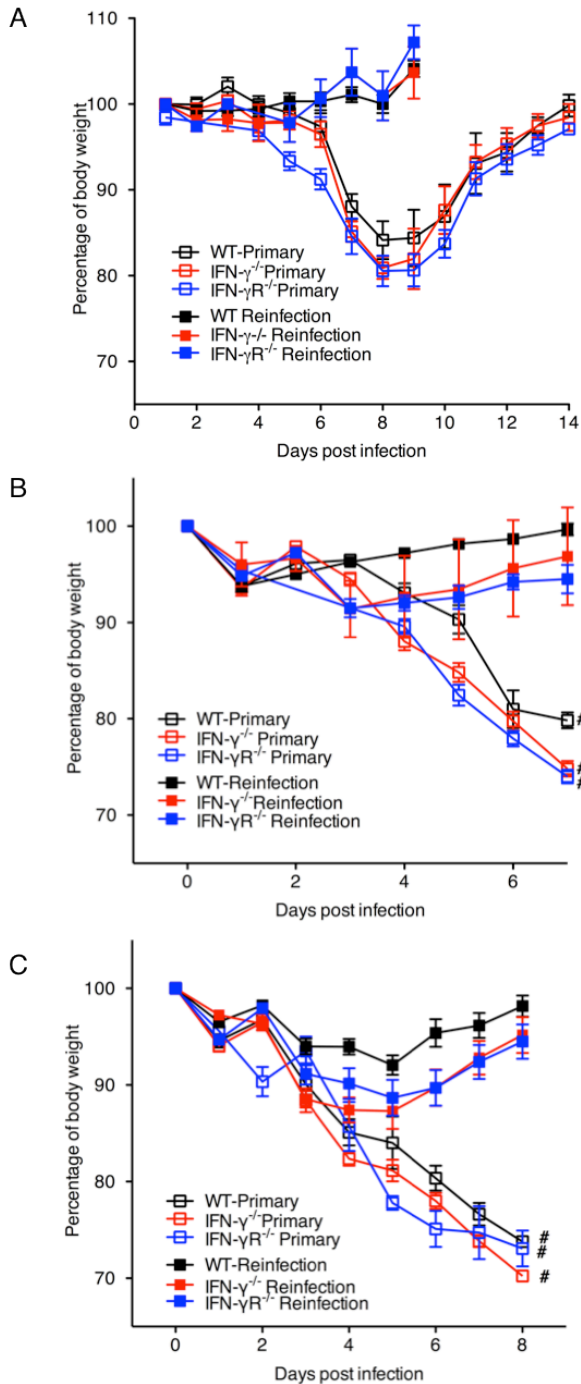 A
110
100
90
80
70
Percentage of body weight
WT-Primary
IFN-γ-/-Primary
IFN-γR-/-Primary
WT Reinfection
IFN-γ-/- Reinfection
IFN-γR-/- Reinfection
0 2 4 6 8 10 12 14
Days post infection
B
100
90
80
70
Percentage of body weight
WT-Primary
IFN-γ-/- Primary
IFN-γR-/- Primary
WT-Reinfection
IFN-γ-/-Reinfection
IFN-γR-/- Reinfection
#
#
#
0 2 4 6
Days post infection
C
100
90
80
70
Percentage of body weight
WT-Primary
IFN-γ-/-Primary
IFN-γR-/- Primary
WT-Reinfection
IFN-γ-/- Reinfection
IFN-γR-/- Reinfection
#
#
#
0 2 4 6 8
Days post infection